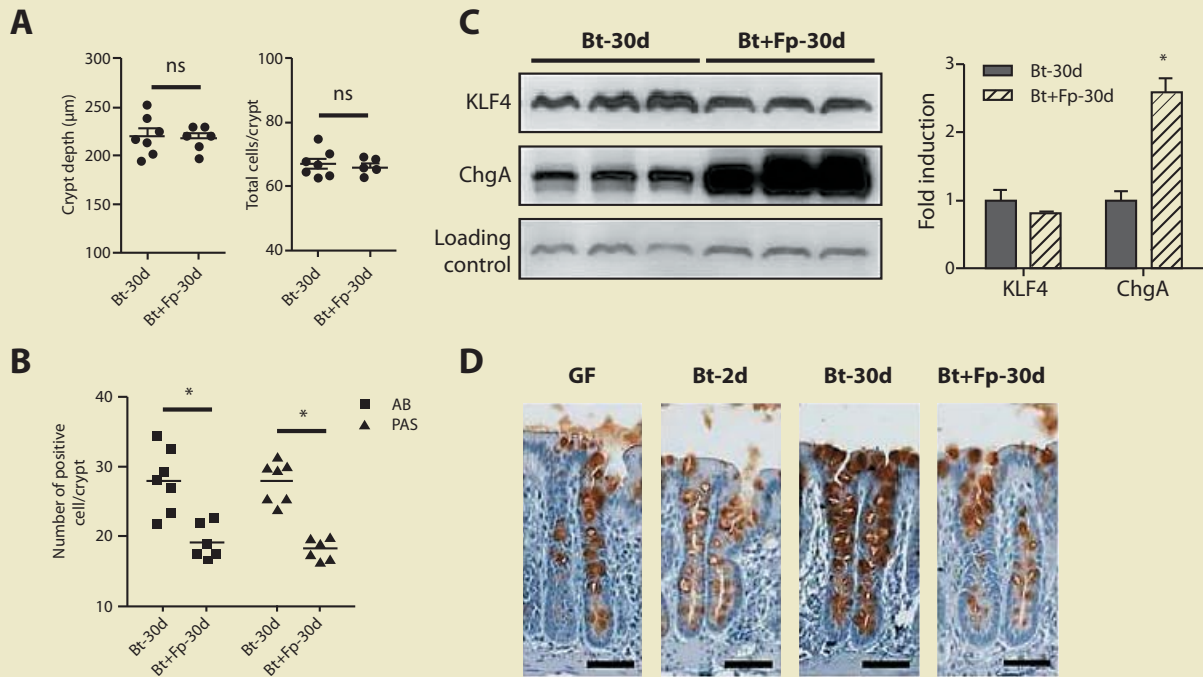 A
300
250
200
150
100
Crypt depth (μm)
ns
Bt-30d
Bt+Fp-30d
100
80
60
40
Total cells/crypt
ns
Bt-30d
Bt+Fp-30d
B
40
30
20
10
Number of positive
cell/crypt
*
*
AB
PAS
Bt-30d
Bt+Fp-30d
Bt-30d
Bt+Fp-30d
C
Bt-30d
Bt+Fp-30d
KLF4
ChgA
Loading
control
3
2
1
0
Fold induction
Bt-30d
Bt+Fp-30d
*
KLF4
ChgA
D
GF
Bt-2d
Bt-30d
Bt+Fp-30d